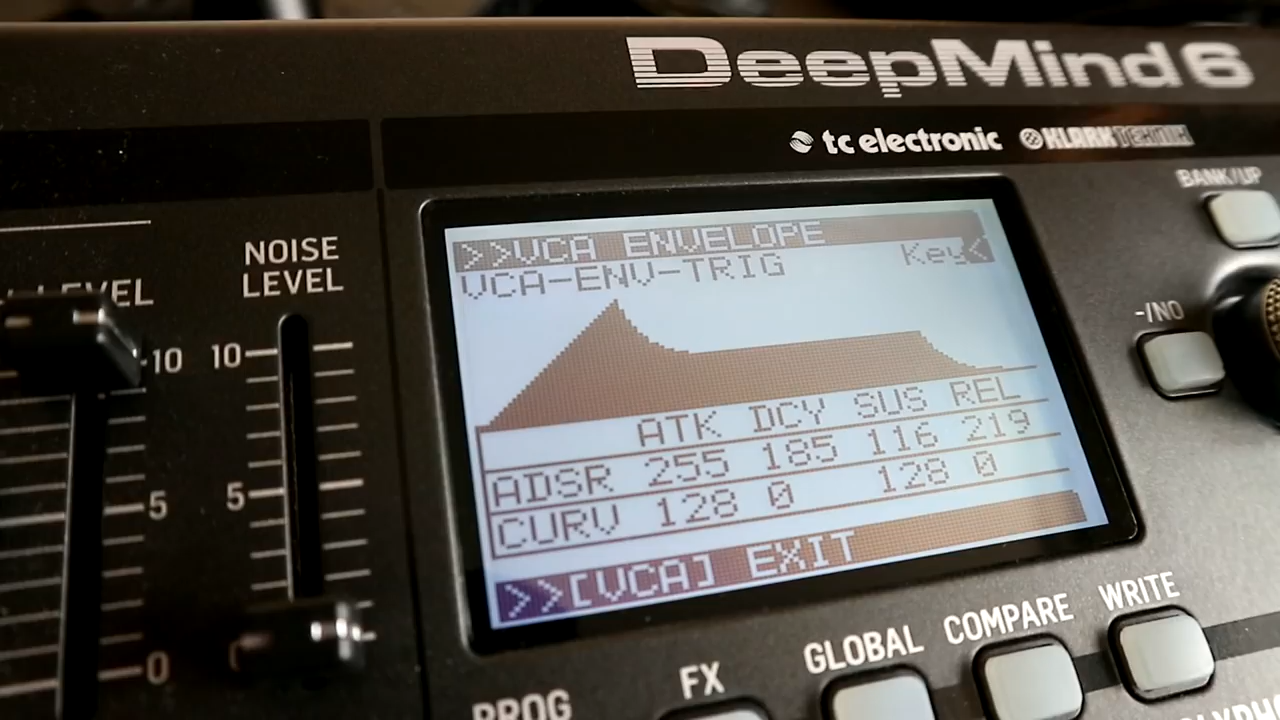 DeepMind 6
tc electronic KLARK TEKNIK
BANK/UP
NOISE
LEVEL
LEVEL
10
10
5
5
0
-/NO
>>VCA ENVELOPE
VCA-ENV-TRIG Key<
ATK DCY SUS REL
ADSR 255 185 116 219
CURV 128 0 128 0
>>[VCA] EXIT
PROG
FX
GLOBAL
COMPARE
WRITE